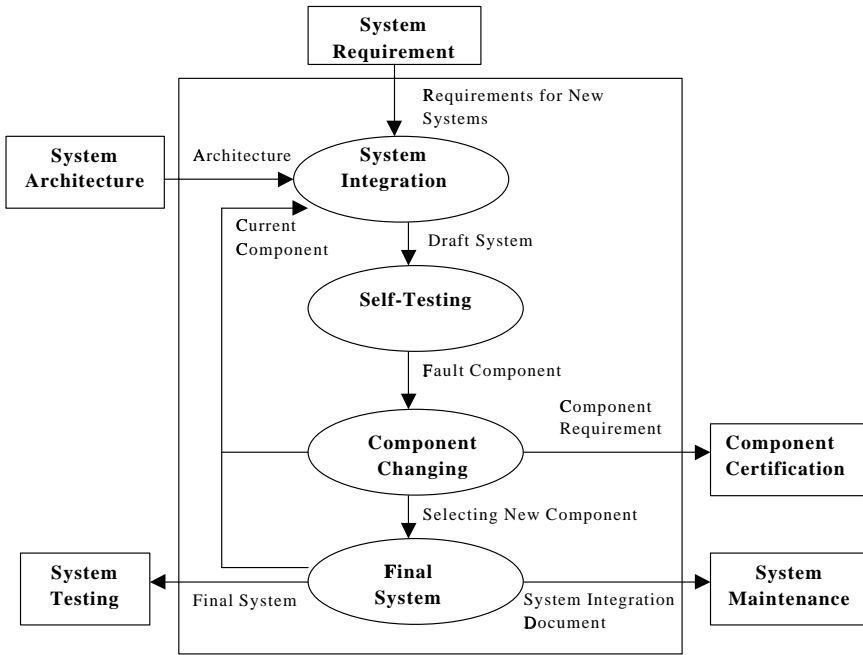 System
Requirement
Requirements for New
Systems
System
Architecture
Architecture
System
Integration
Current
Component
Draft System
Self-Testing
Fault Component
Component
Requirement
Component
Changing
Component
Certification
Selecting New Component
System
Testing
Final System
Final
System
System Integration
Document
System
Maintenance